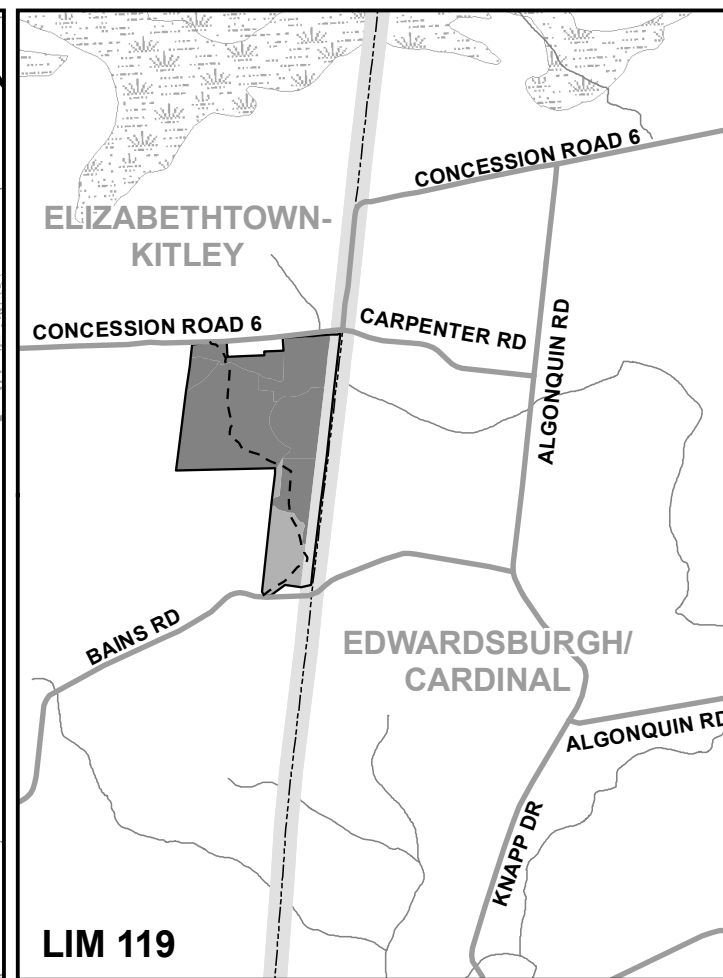 CONCESSION ROAD 6
ELIZABETHTOWN-
KITLEY
CONCESSION ROAD 6
CARPENTER RD
ALGONQUIN RD
BAINS RD
EDWARDSBURGH/
CARDINAL
ALGONQUIN RD
KNAPP DR
LIM 119